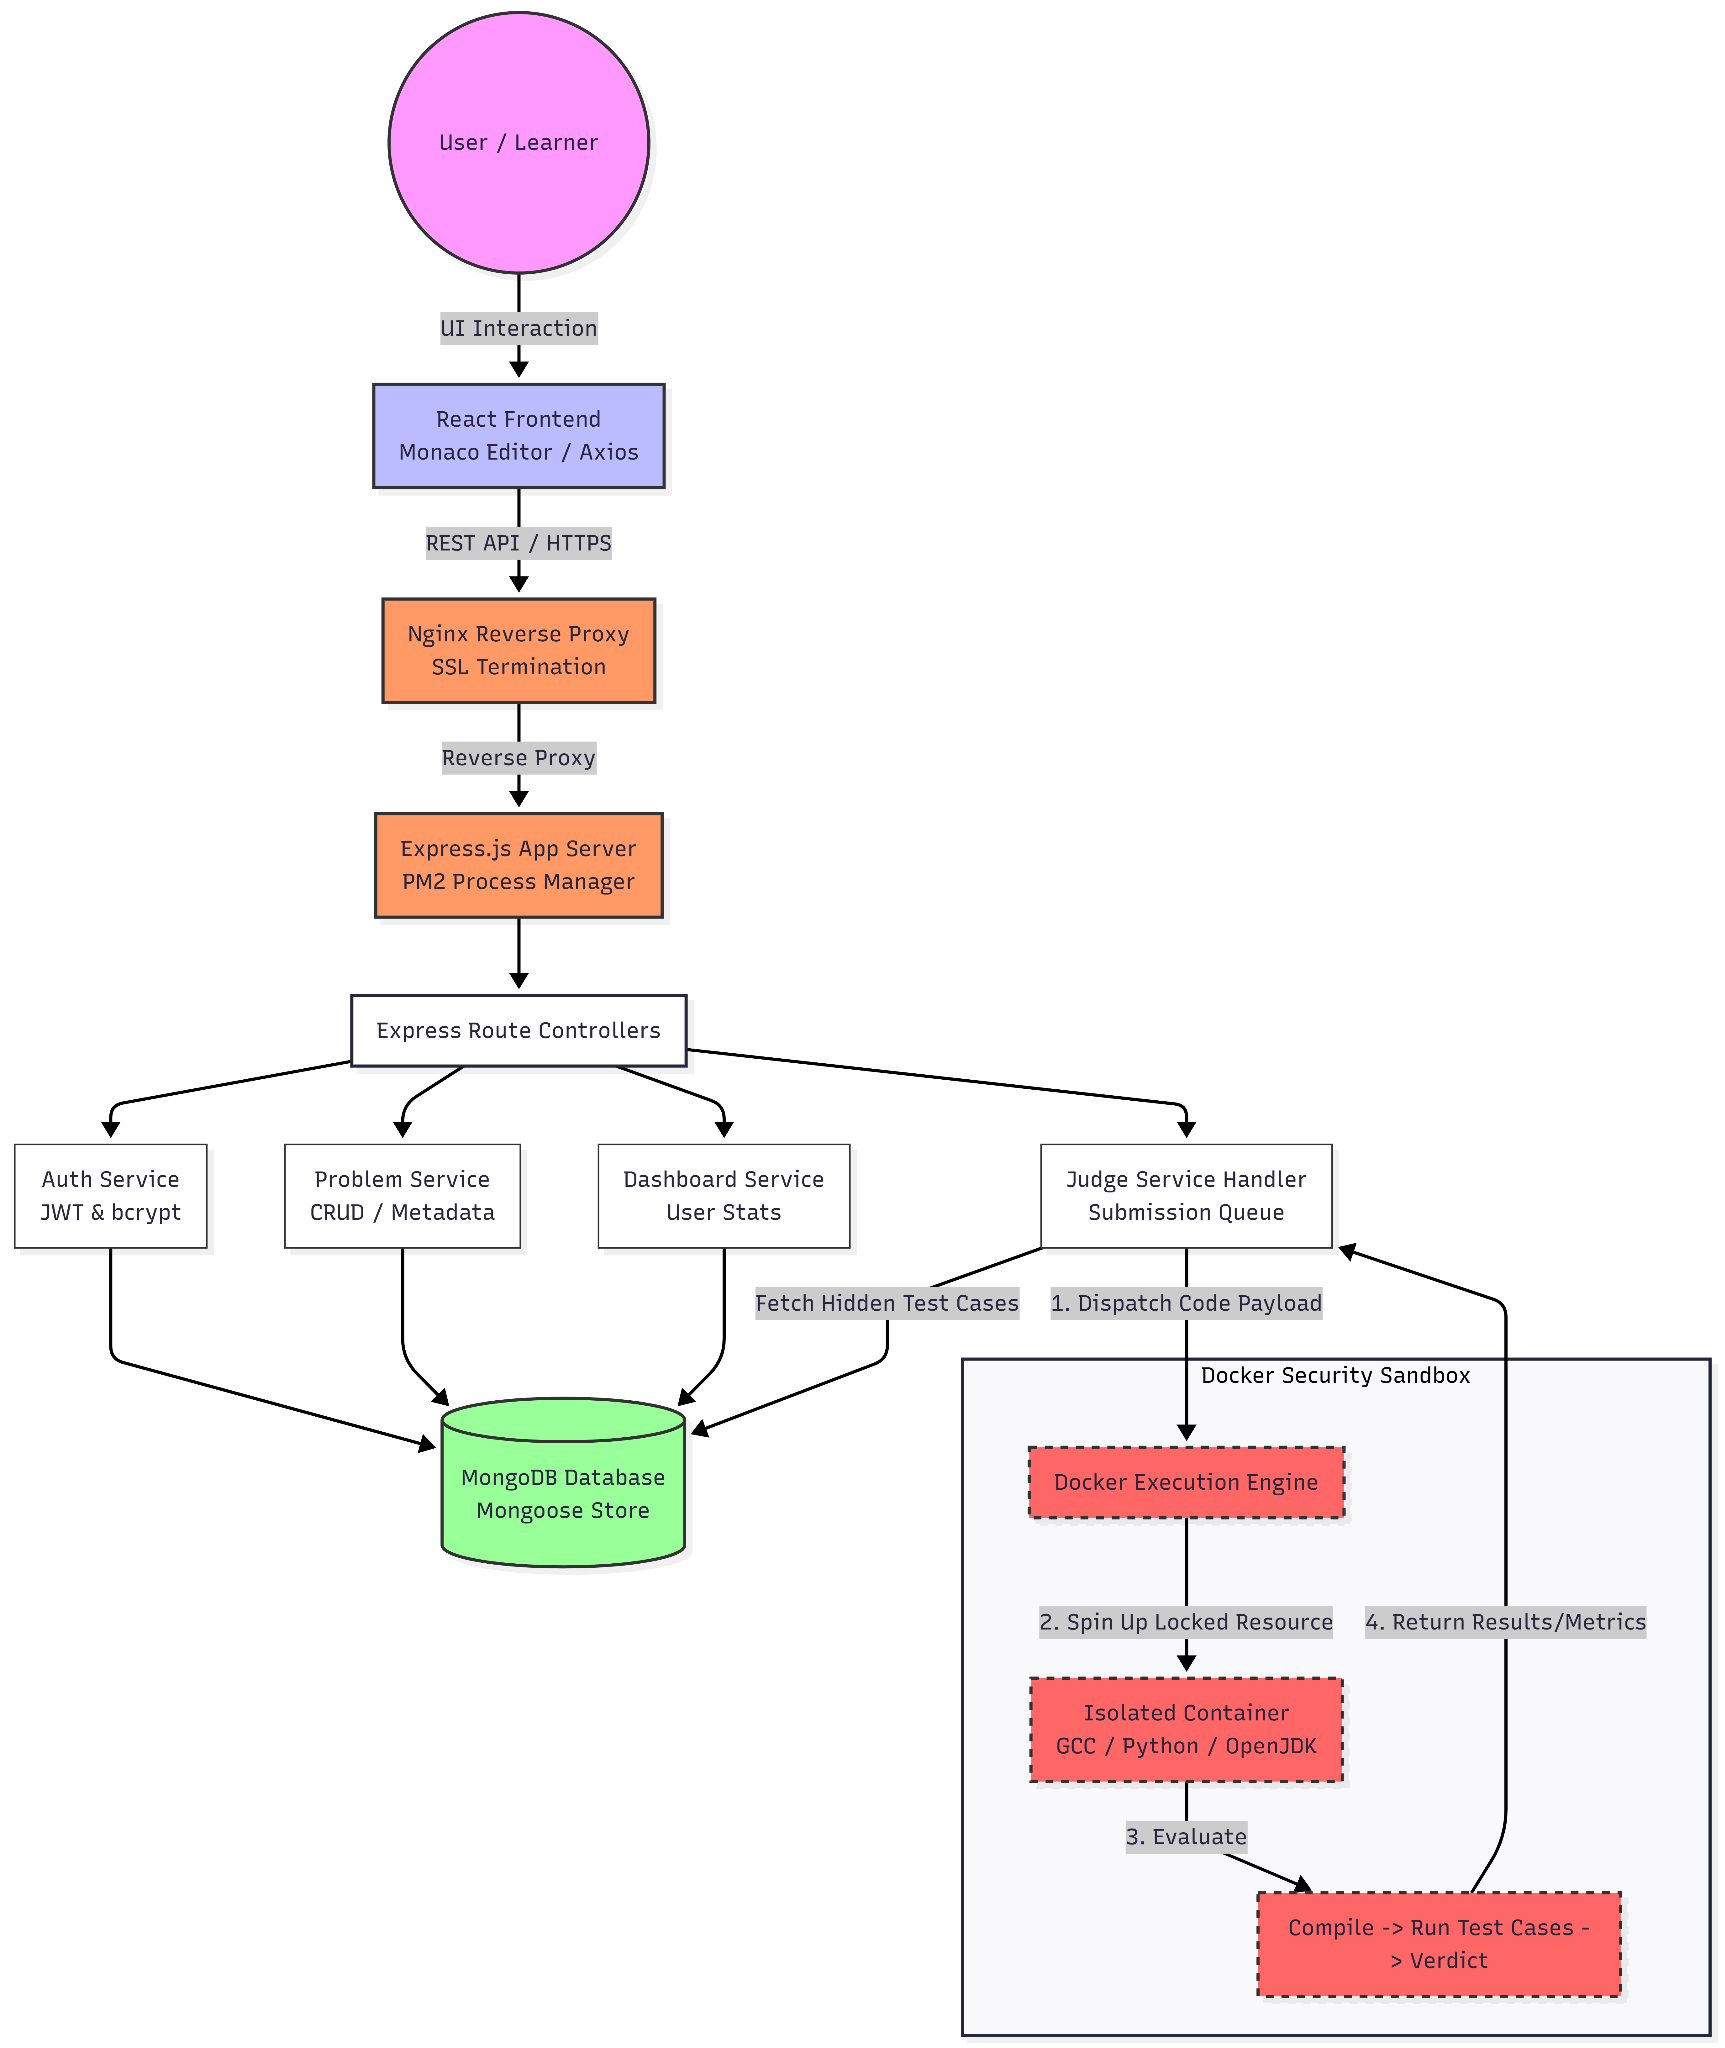 User / Learner
UI Interaction
React Frontend
Monaco Editor / Axios
REST API / HTTPS
Nginx Reverse Proxy
SSL Termination
Reverse Proxy
Express.js App Server
PM2 Process Manager
Express Route Controllers
Auth Service
JWT & bcrypt
Problem Service
CRUD / Metadata
Dashboard Service
User Stats
Judge Service Handler
Submission Queue
Fetch Hidden Test Cases
1. Dispatch Code Payload
Docker Security Sandbox
MongoDB Database
Mongoose Store
Docker Execution Engine
2. Spin Up Locked Resource
4. Return Results/Metrics
Isolated Container
GCC / Python / OpenJDK
3. Evaluate
Compile -> Run Test Cases -
> Verdict